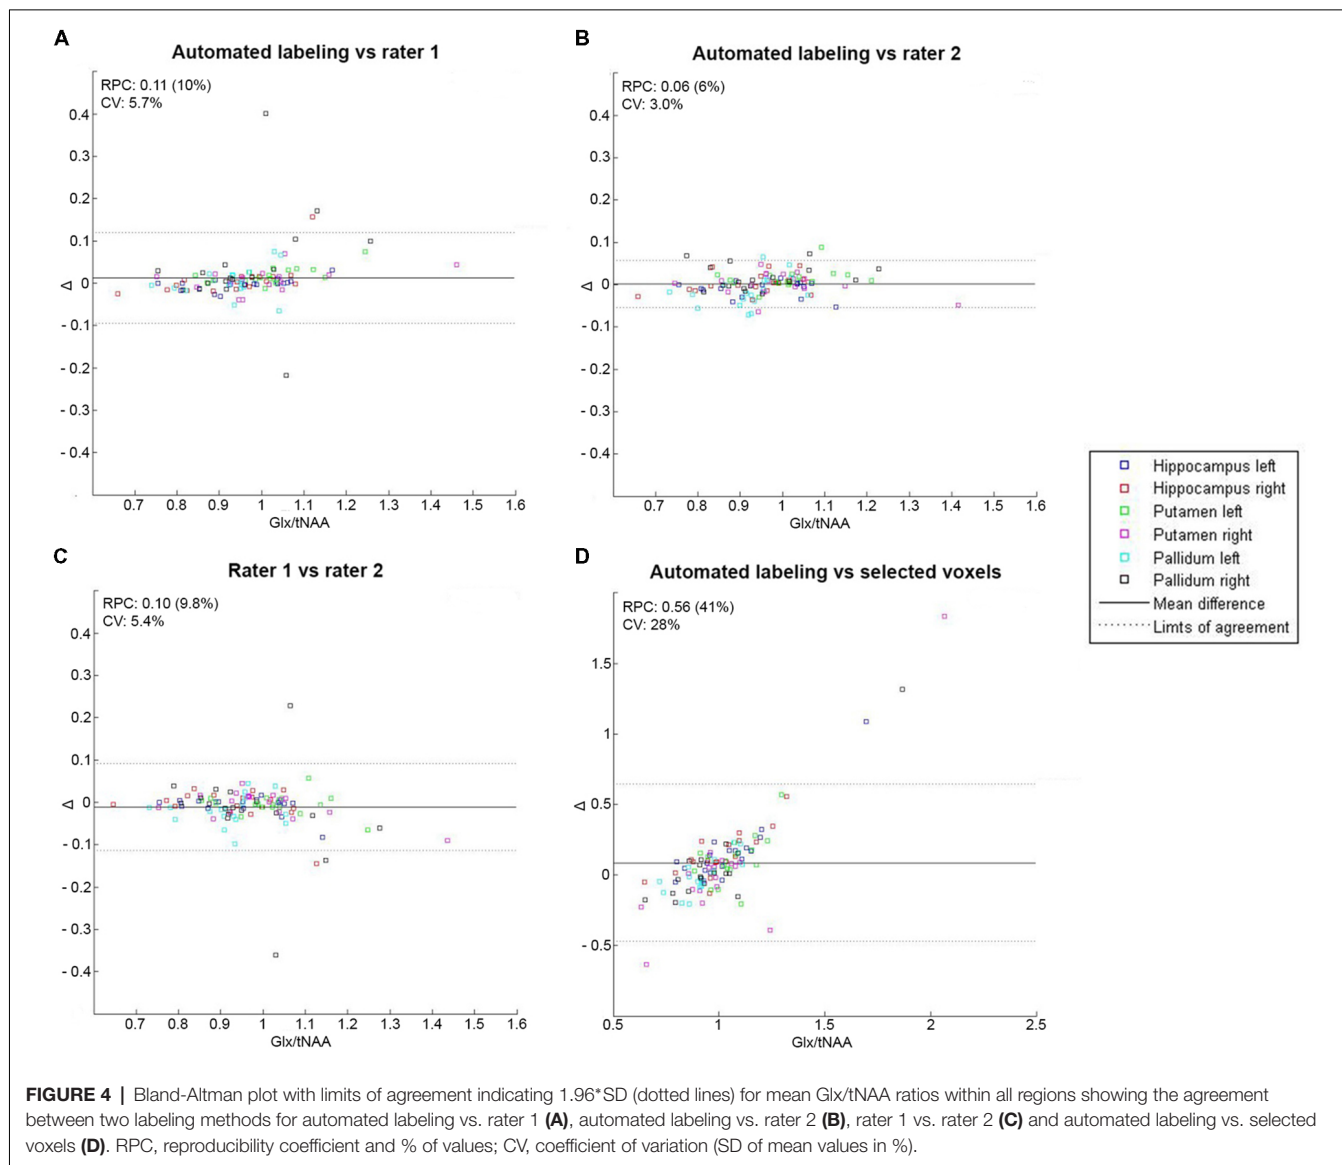 A
Automated labeling vs rater 1
RPC: 0.11 (10%)
CV: 5.7%
0.4
0.3
0.2
0.1
0
- 0.1
- 0.2
- 0.3
- 0.4
Δ
0.7 0.8 0.9 1 1.1 1.2 1.3 1.4 1.5 1.6
Glx/tNAA
B
Automated labeling vs rater 2
RPC: 0.06 (6%)
CV: 3.0%
0.4
0.3
0.2
0.1
0
- 0.1
- 0.2
- 0.3
- 0.4
Δ
0.7 0.8 0.9 1 1.1 1.2 1.3 1.4 1.5 1.6
Glx/tNAA
Hippocampus left
Hippocampus right
Putamen left
Putamen right
Pallidum left
Pallidum right
Mean difference
Limts of agreement
C
Rater 1 vs rater 2
RPC: 0.10 (9.8%)
CV: 5.4%
0.4
0.3
0.2
0.1
0
- 0.1
- 0.2
- 0.3
- 0.4
Δ
0.7 0.8 0.9 1 1.1 1.2 1.3 1.4 1.5 1.6
Glx/tNAA
D
Automated labeling vs selected voxels
RPC: 0.56 (41%)
CV: 28%
1.5
1
0.5
0
- 0.5
Δ
0.5 1 1.5 2 2.5
Glx/tNAA
FIGURE 4 | Bland-Altman plot with limits of agreement indicating 1.96*SD (dotted lines) for mean Glx/tNAA ratios within all regions showing the agreement
between two labeling methods for automated labeling vs. rater 1 (A), automated labeling vs. rater 2 (B), rater 1 vs. rater 2 (C) and automated labeling vs. selected
voxels (D). RPC, reproducibility coefficient and % of values; CV, coefficient of variation (SD of mean values in %).